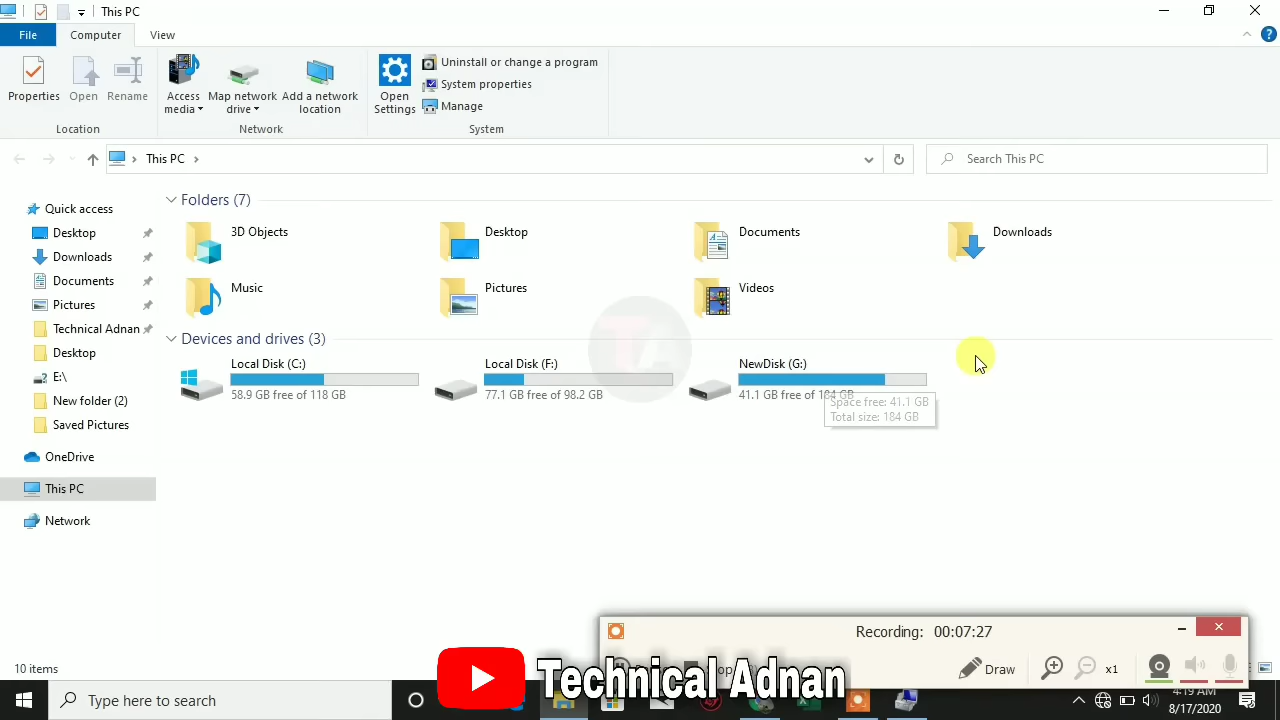 This PC
File
Computer
View
Properties
Open
Rename
Access media
Map network drive
Add a network location
Open Settings
Uninstall or change a program
System properties
Manage
Location
Network
System
This PC
Search This PC
Quick access
Desktop
Downloads
Documents
Pictures
Technical Adnan
Desktop
E:\
New folder (2)
Saved Pictures
OneDrive
This PC
Network
Folders (7)
3D Objects
Desktop
Documents
Downloads
Music
Pictures
Videos
Devices and drives (3)
Local Disk (C:)
58.9 GB free of 118 GB
Local Disk (F:)
77.1 GB free of 98.2 GB
NewDisk (G:)
41.1 GB free of 184 GB
Space free: 41.1 GB
Total size: 184 GB
10 items
Recording: 00:07:27
Draw
x1
Technical Adnan
Type here to search
4:19 AM
8/17/2020